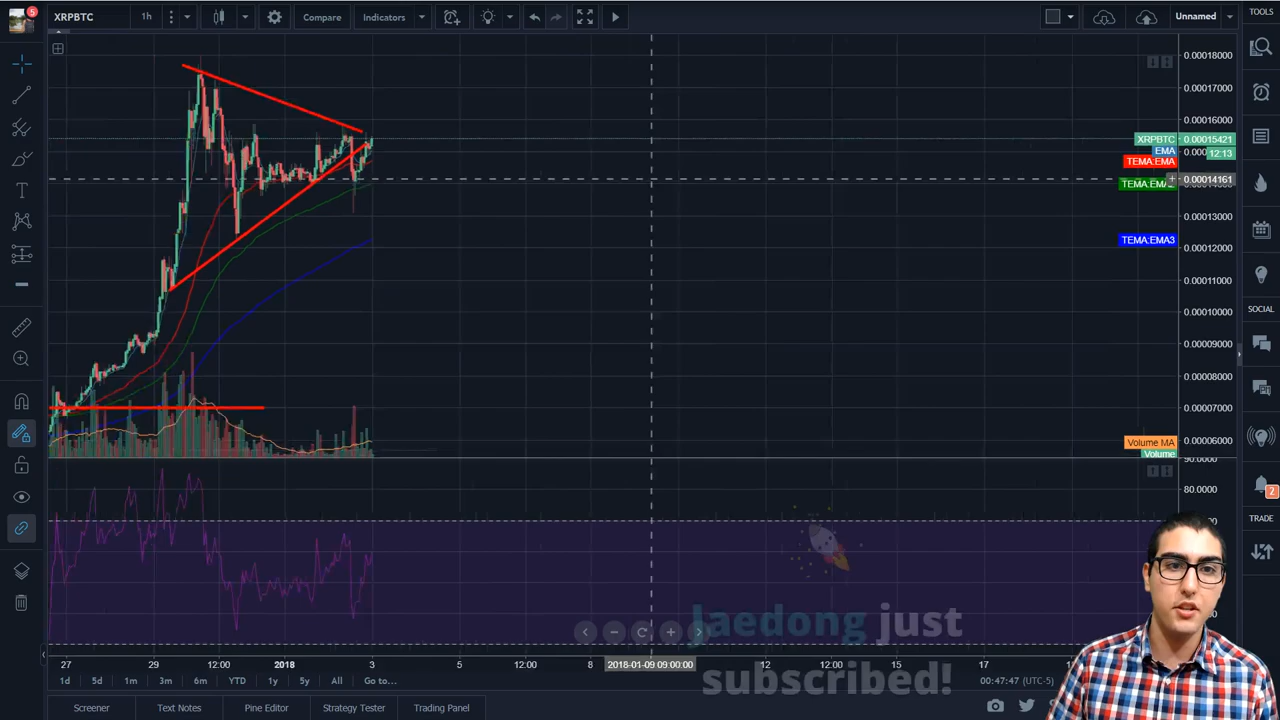 5
XRPBTC
1h
Compare
Indicators
Unnamed
TOOLS
0.00018000
0.00017000
0.00016000
XRPBTC 0.00015421
EMA
12:13
TEMA:EMA
0.00014161
0.00013000
TEMA:EMA3
0.00012000
0.00011000
0.00010000
0.00009000
0.00008000
0.00007000
0.00006000
Volume MA
Volume
90.0000
80.0000
SOCIAL
2
TRADE
jaedong just
subscribed!
27 29 12:00 2018 3 5 12:00 8 2018-01-09 09:00:00 12 12:00 15 17
1d 5d 1m 3m 6m YTD 1y 5y All Go to... 00:47:47 (UTC-5)
Screener Text Notes Pine Editor Strategy Tester Trading Panel